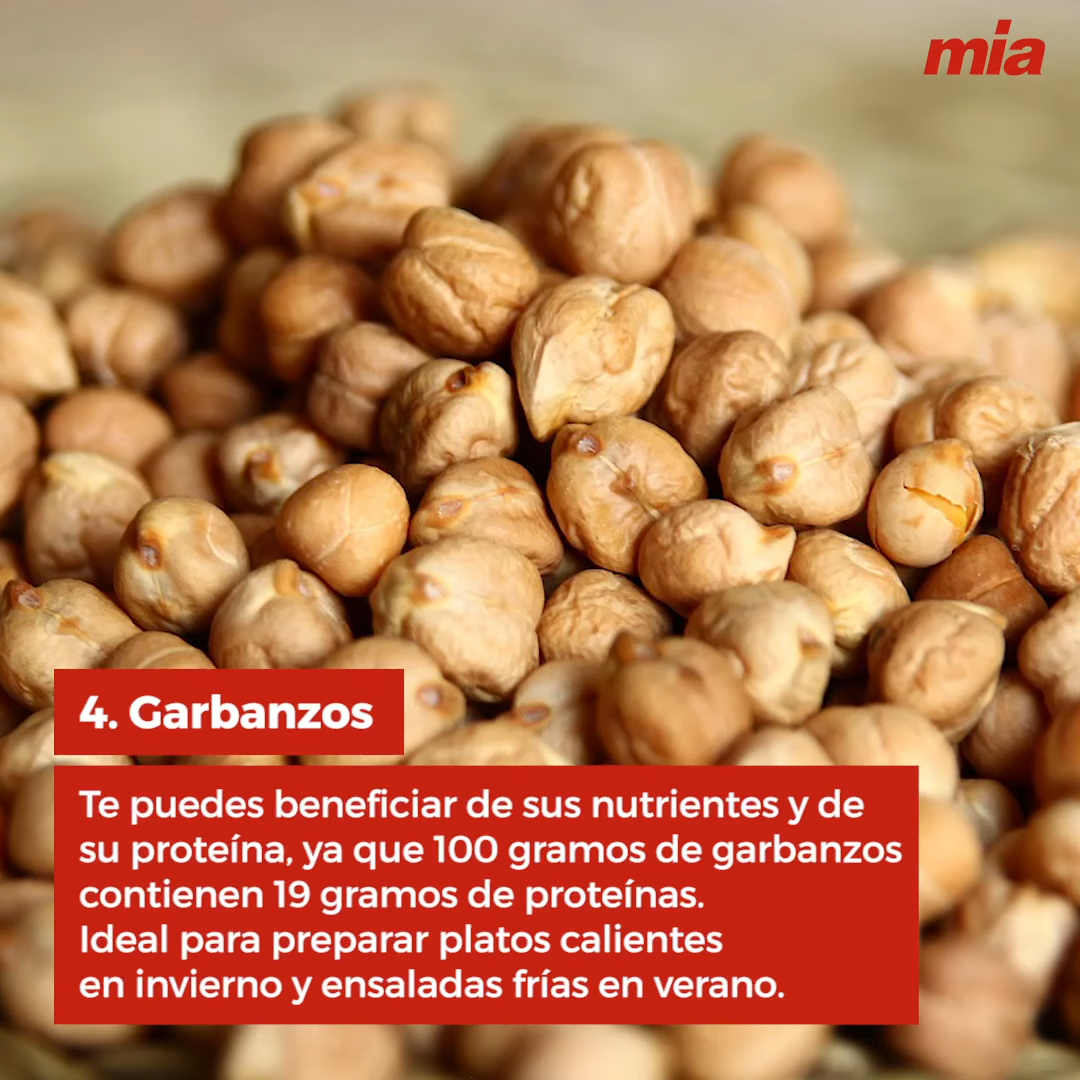 mia
4. Garbanzos
Te puedes beneficiar de sus nutrientes y de
su proteína, ya que 100 gramos de garbanzos
contienen 19 gramos de proteínas.
Ideal para preparar platos calientes
en invierno y ensaladas frías en verano.